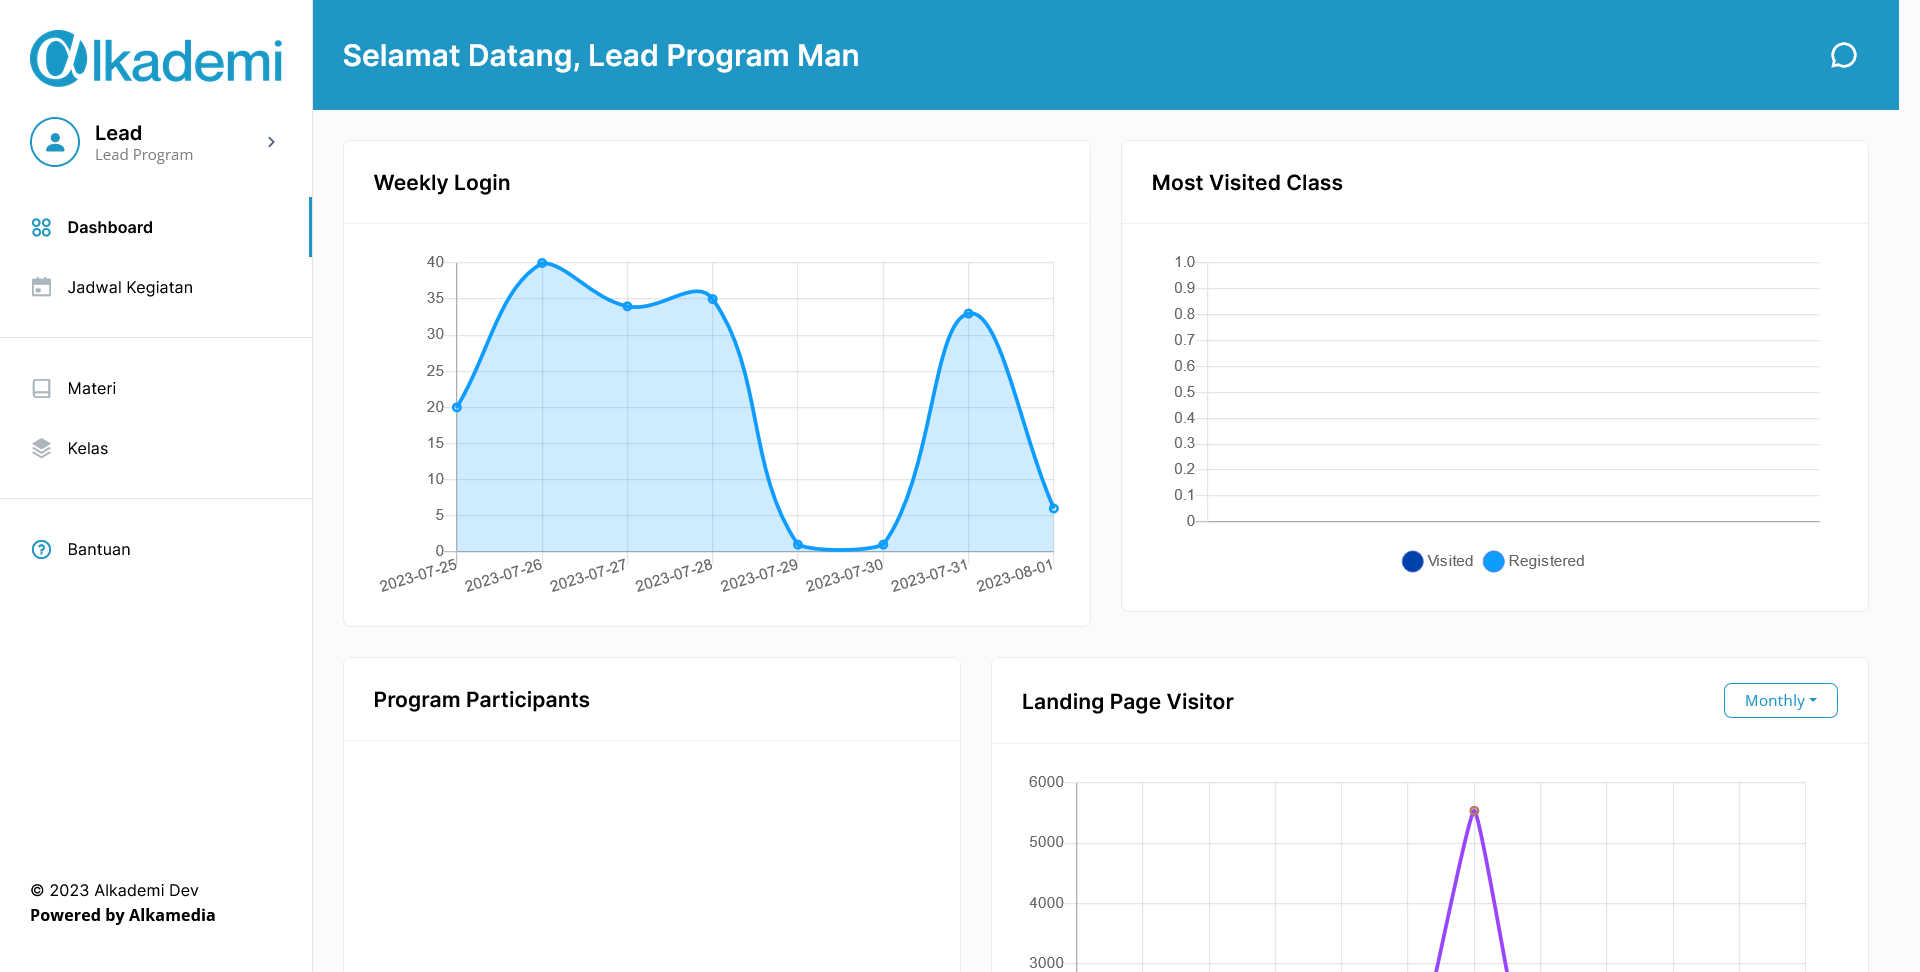 Alkademi
Selamat Datang, Lead Program Man
Lead
Lead Program
Dashboard
Jadwal Kegiatan
Materi
Kelas
Bantuan
© 2023 Alkademi Dev
Powered by Alkamedia
Weekly Login
40
35
30
25
20
15
10
5
0
2023-07-25
2023-07-26
2023-07-27
2023-07-28
2023-07-29
2023-07-30
2023-07-31
2023-08-01
Most Visited Class
1.0
0.9
0.8
0.7
0.6
0.5
0.4
0.3
0.2
0.1
0
Visited Registered
Program Participants
Landing Page Visitor
Monthly
6000
5000
4000
3000